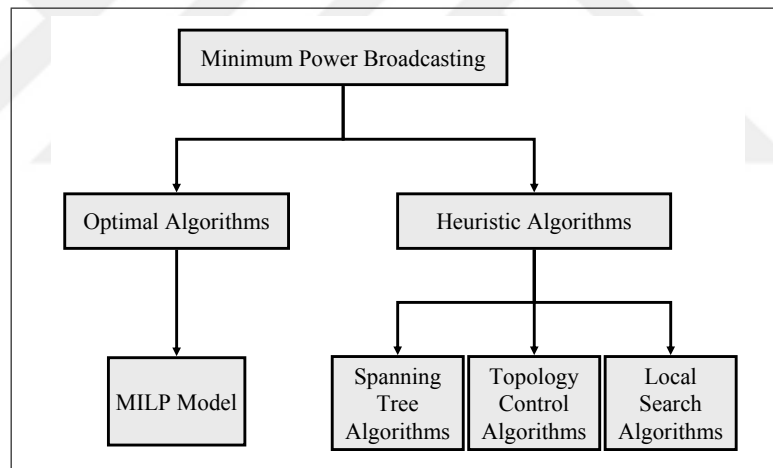 Minimum Power Broadcasting
Optimal Algorithms
Heuristic Algorithms
MILP Model
Spanning
Tree
Algorithms
Topology
Control
Algorithms
Local
Search
Algorithms